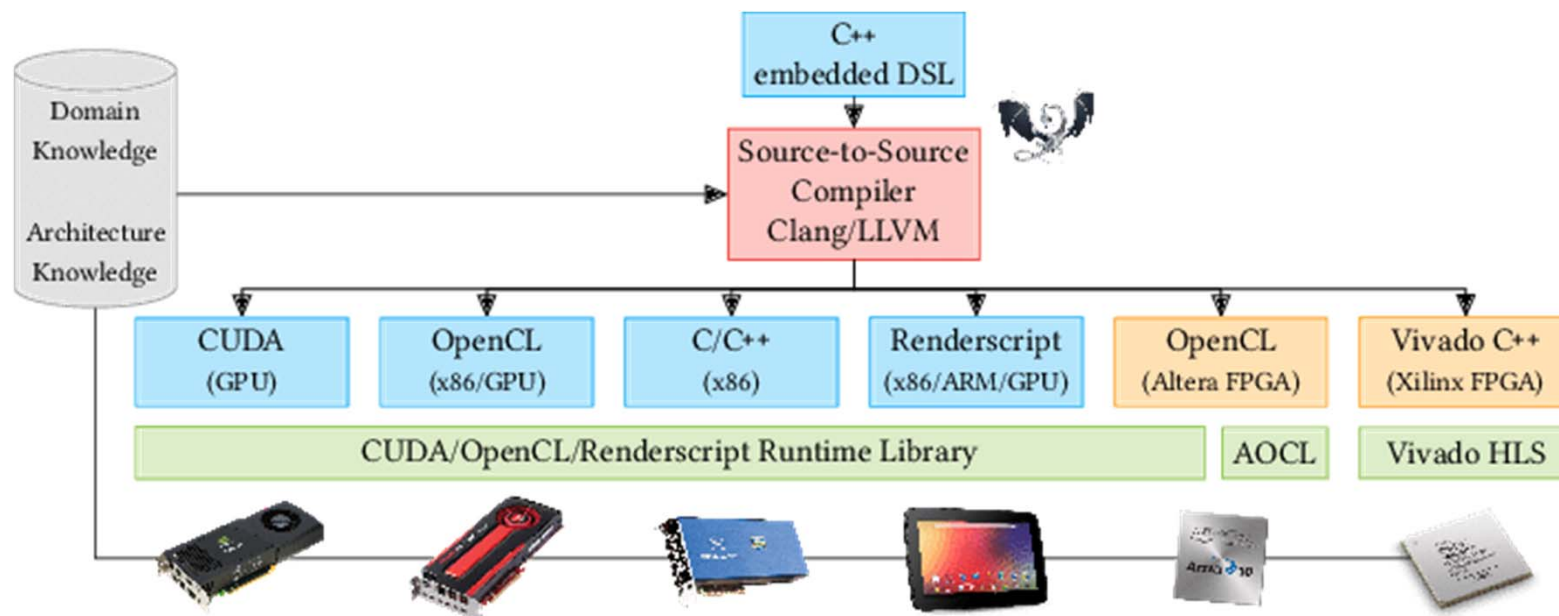 C++
embedded DSL
Domain
Knowledge
Architecture
Knowledge
Source-to-Source
Compiler
Clang/LLVM
CUDA
(GPU)
OpenCL
(x86/GPU)
C/C++
(x86)
Renderscript
(x86/ARM/GPU)
OpenCL
(Altera FPGA)
Vivado C++
(Xilinx FPGA)
CUDA/OpenCL/Renderscript Runtime Library
AOCL
Vivado HLS